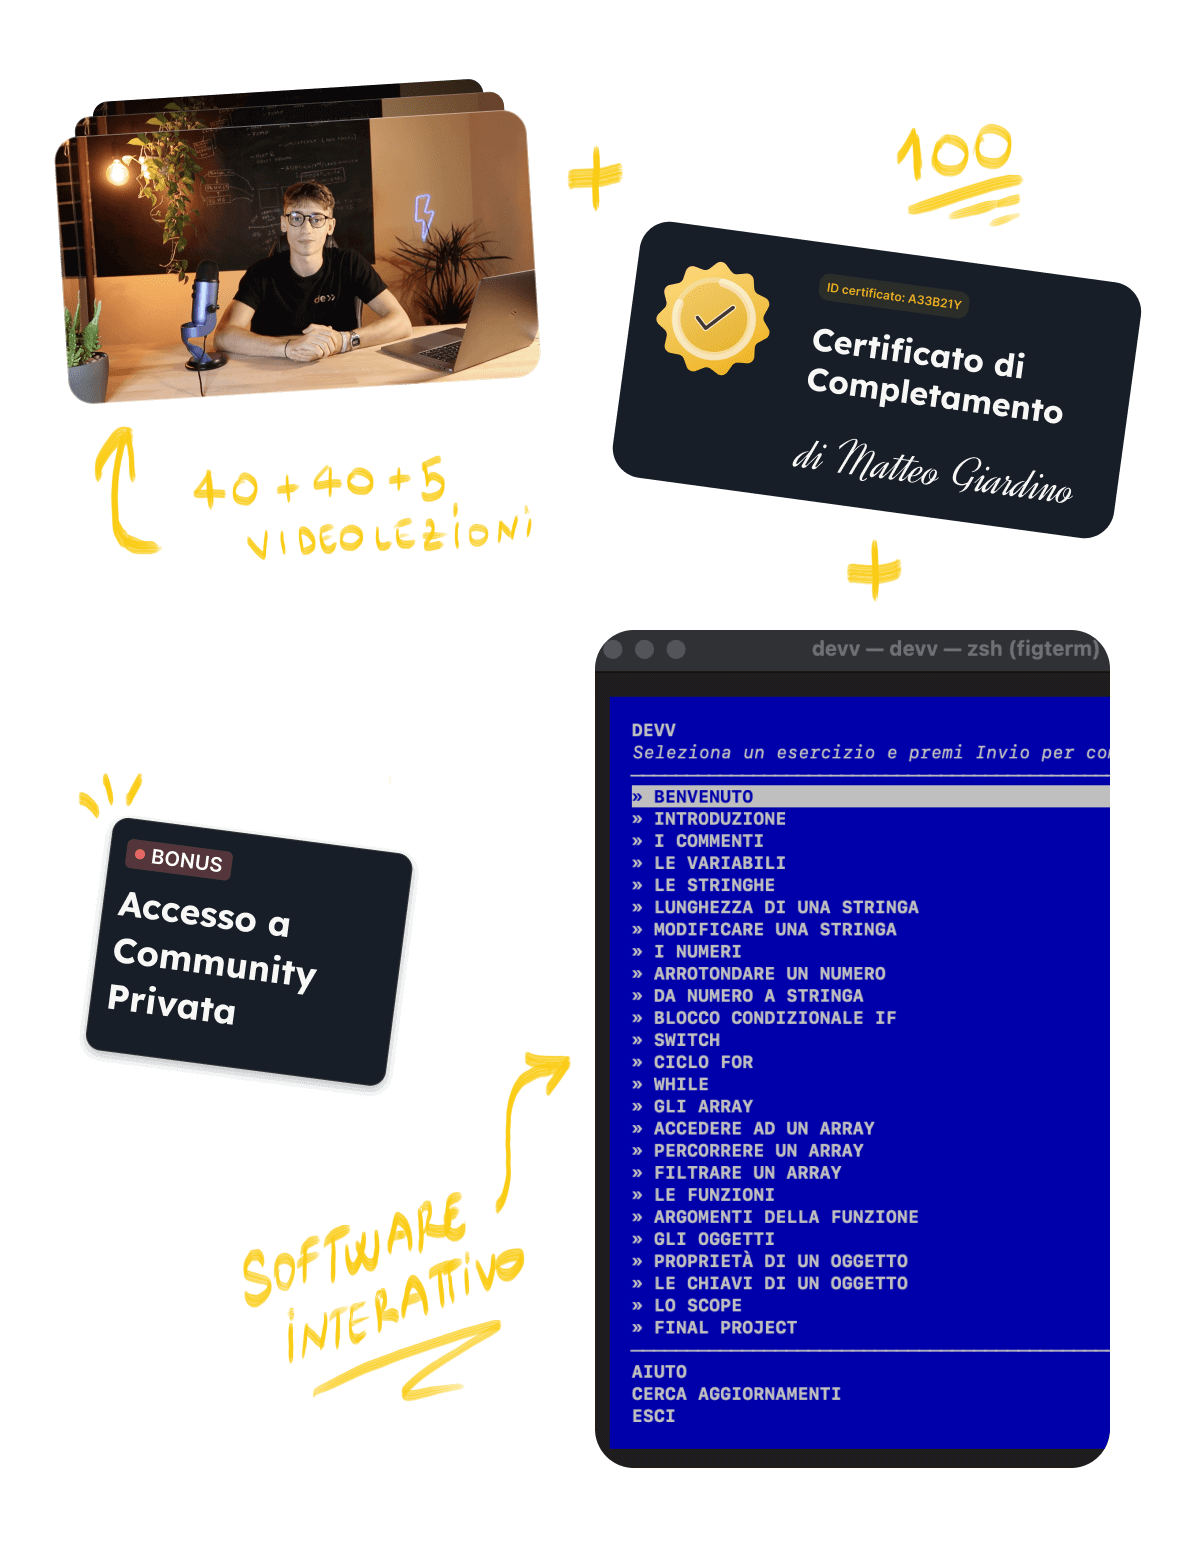 devv
100
ID certificato: A33B21Y
Certificato di
Completamento
di Matteo Giardino
40 + 40 + 5
VIDEOLEZIONI
devv — devv — zsh (figterm)
DEVV
Seleziona un esercizio e premi Invio per
» BENVENUTO
» INTRODUZIONE
» I COMMENTI
» LE VARIABILI
» LE STRINGHE
» LUNGHEZZA DI UNA STRINGA
» MODIFICARE UNA STRINGA
» I NUMERI
» ARROTONDARE UN NUMERO
» DA NUMERO A STRINGA
» BLOCCO CONDIZIONALE IF
» SWITCH
» CICLO FOR
» WHILE
» GLI ARRAY
» ACCEDERE AD UN ARRAY
» PERCORRERE UN ARRAY
» FILTRARE UN ARRAY
» LE FUNZIONI
» ARGOMENTI DELLA FUNZIONE
» GLI OGGETTI
» PROPRIETÀ DI UN OGGETTO
» LE CHIAVI DI UN OGGETTO
» LO SCOPE
» FINAL PROJECT
AIUTO
CERCA AGGIORNAMENTI
ESCI
BONUS
Accesso a
Community
Privata
SOFTWARE
INTERATTIVO